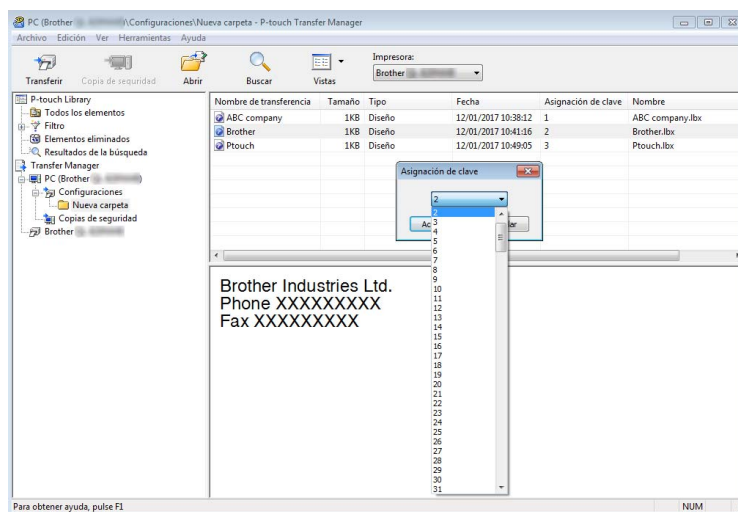 PC (Brother \Configuraciones\Nueva carpeta - P-touch Transfer Manager
Archivo Edición Ver Herramientas Ayuda
Transferir Copia de seguridad Abrir Buscar Vistas
Impresora:
Brother
P-touch Library
Todos los elementos
Filtro
Elementos eliminados
Resultados de la búsqueda
Transfer Manager
PC (Brother )
Configuraciones
Nueva carpeta
Copias de seguridad
Brother
Nombre de transferencia Tamaño Tipo Fecha Asignación de clave Nombre
ABC company 1KB Diseño 12/01/2017 10:38:12 1 ABC company.lbx
Brother 1KB Diseño 12/01/2017 10:41:16 2 Brother.lbx
Ptouch 1KB Diseño 12/01/2017 10:49:05 3 Ptouch.lbx
Asignación de clave
2
2
3
4
5
6
7
8
9
10
11
12
13
14
15
16
17
18
19
20
21
22
23
24
25
26
27
28
29
30
31
Brother Industries Ltd.
Phone XXXXXXXXX
Fax XXXXXXXXX
Para obtener ayuda, pulse F1
NUM